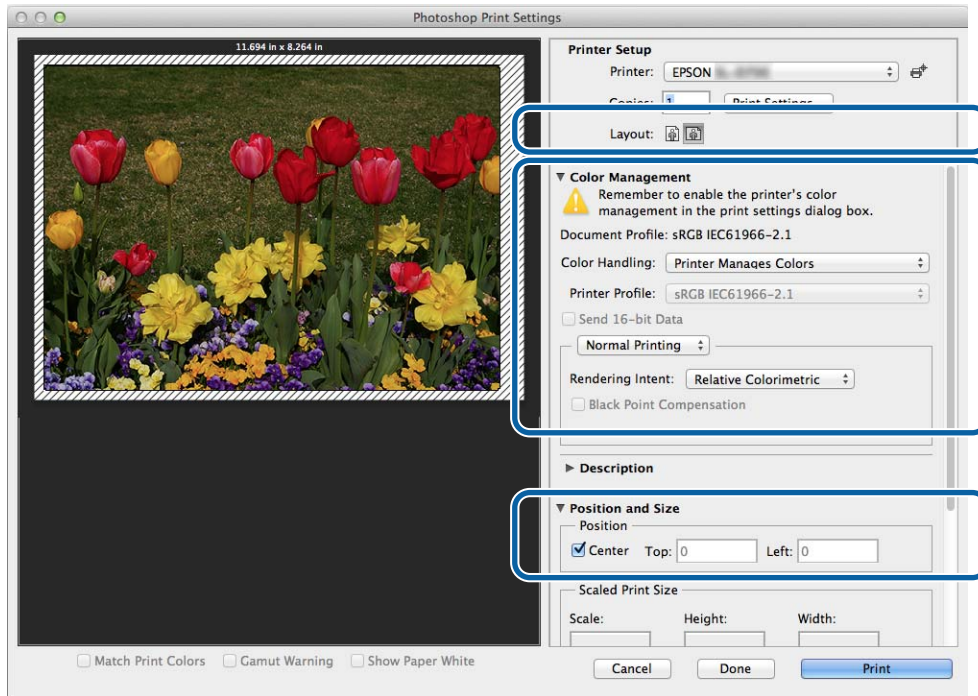 Photoshop Print Settings
11.694 in x 8.264 in
Printer Setup
Printer: EPSON
Copies: 1 Print Settings...
Layout:
Color Management
Remember to enable the printer's color
management in the print settings dialog box.
Document Profile: sRGB IEC61966-2.1
Color Handling: Printer Manages Colors
Printer Profile: sRGB IEC61966-2.1
Send 16-bit Data
Normal Printing
Rendering Intent: Relative Colorimetric
Black Point Compensation
Description
Position and Size
Position
Center Top: 0 Left: 0
Scaled Print Size
Scale: Height: Width:
Match Print Colors Gamut Warning Show Paper White
Cancel Done Print